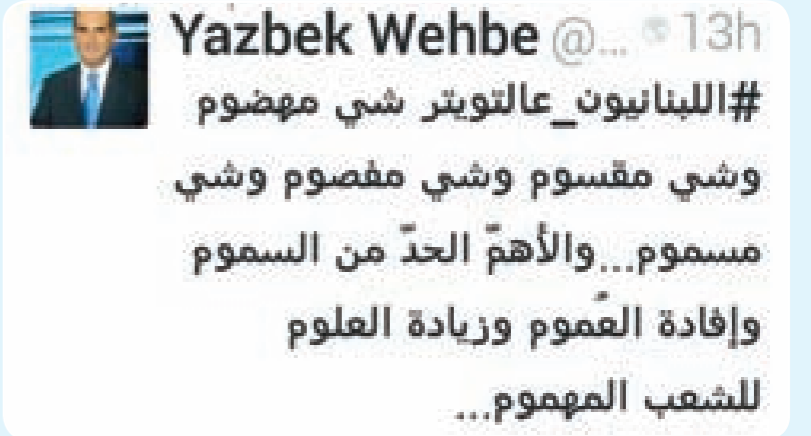 Yazbek Wehbe @... 13h
#اللبنانيون_عالتويتر شي مهضوم
وشي مقسوم وشي مفصوم وشي
مسموم...والأهمّ الحدّ من السموم
وإفادة العُموم وزيادة العلوم
للشعب المهموم...